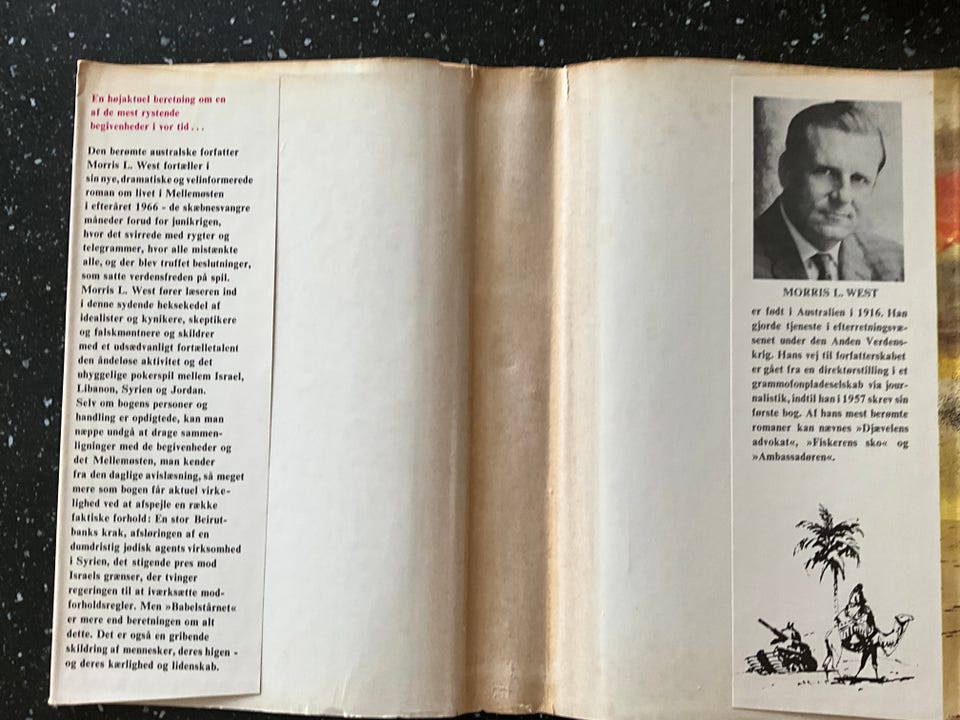 En højaktuel beretning om en
af de mest rystende
begivenheder i vor tid...
Den berømte australske forfatter
Morris L. West fortæller i
sin nye, dramatiske og velinformerede
roman om livet i Mellemøsten
i efteråret 1966 - de skæbnesvangre
måneder forud for junikrigen,
hvor det svirrede med rygter og
telegrammer, hvor alle mistænkte
alle, og der blev truffet beslutninger,
som satte verdensfreden på spil.
Morris L. West fører læseren ind
i denne sydende heksekedel af
idealister og kynikere, skeptikere
og falskmøntnere og skildrer
med et udsædvanligt fortælletalent
den åndeløse aktivitet og det
uhyggelige pokerspil mellem Israel,
Libanon, Syrien og Jordan.
Selv om bogens personer og
handling er opdigtede, kan man
næppe undgå at drage sammen-
ligninger med de begivenheder og
det Mellemøsten, man kender
fra den daglige avislæsning, så meget
mere som bogen får aktuel virke-
lighed ved at afspejle en række
faktiske forhold: En stor Beirut-
banks krak, afsløringen af en
dumdristig jødisk agents virksomhed
i Syrien, det stigende pres mod
Israels grænser, der tvinger
regeringen til at iværksætte mod-
forholdsregler. Men »Babelstårnet«
er mere end beretningen om alt
dette. Det er også en gribende
skildring af mennesker, deres higen -
og deres kærlighed og lidenskab.
MORRIS L. WEST
er født i Australien i 1916. Han
gjorde tjeneste i efterretningsvæ-
senet under den Anden Verdens-
krig. Hans vej til forfatterskabet
er gået fra en direktørstilling i et
grammofonpladeselskab via jour-
nalistik, indtil han i 1957 skrev sin
første bog. Af hans mest berømte
romaner kan nævnes »Djævelens
advokat«, »Fiskerens sko« og
»Ambassadøren«.